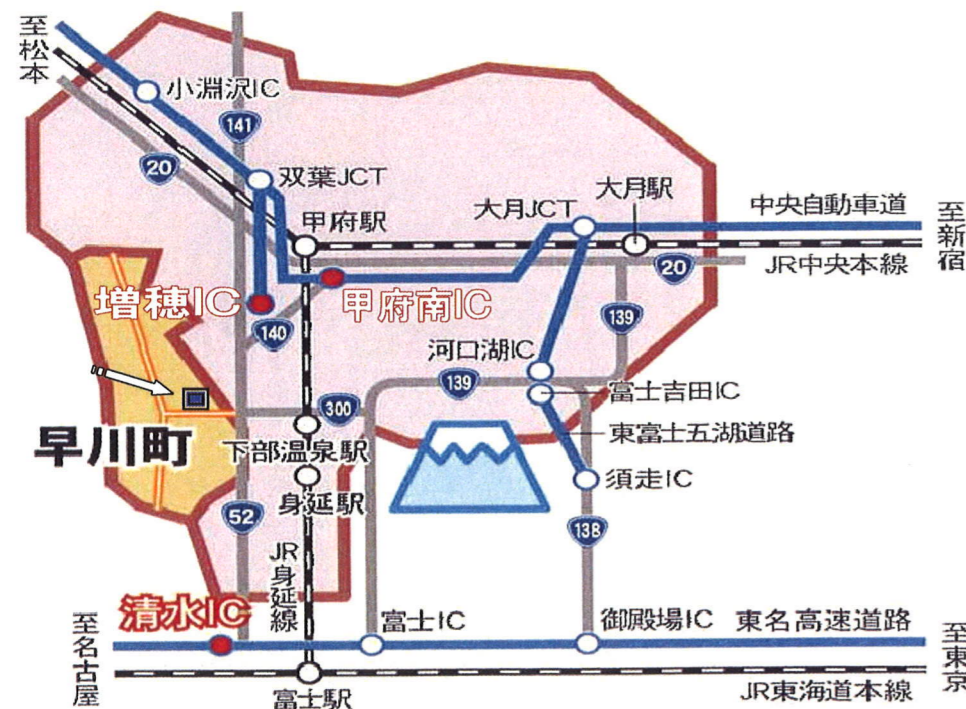 至松本
小淵沢IC
141
20
双葉JCT
甲府駅
大月JCT
大月駅
中央自動車道
至新宿
JR中央本線
20
増穂IC
甲府南IC
140
139
河口湖IC
139
富士吉田IC
300
早川町
下部温泉駅
東富士五湖道路
身延駅
須走IC
52
138
JR身延線
清水IC
富士IC
御殿場IC
東名高速道路
至名古屋
至東京
富士駅
JR東海道本線